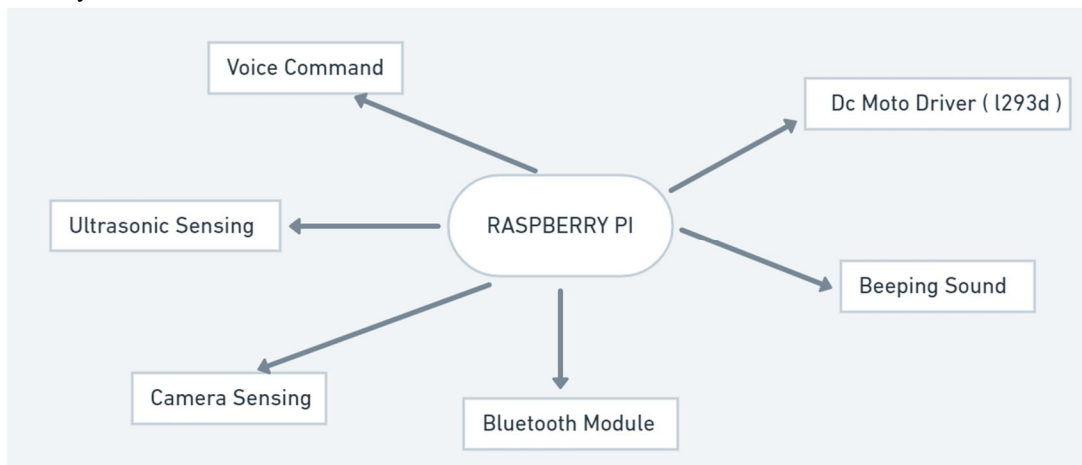 Voice Command
Dc Moto Driver ( l293d )
Ultrasonic Sensing
RASPBERRY PI
Beeping Sound
Camera Sensing
Bluetooth Module